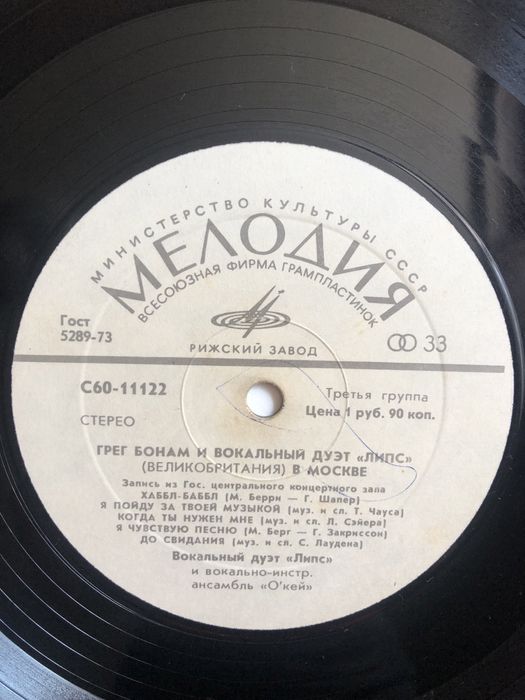 МИНИСТЕРСТВО КУЛЬТУРЫ СССР
МЕЛОДИЯ
ВСЕСОЮЗНАЯ ФИРМА ГРАМПЛАСТИНОК
Гост
5289-73
РИЖСКИЙ ЗАВОД
33
С60-11122
Третья группа
СТЕРЕО
Цена 1 руб. 90 коп.
ГРЕГ БОНАМ И ВОКАЛЬНЫЙ ДУЭТ «ЛИПС»
(ВЕЛИКОБРИТАНИЯ) В МОСКВЕ
Запись из Гос. центрального концертного зала
ХАББЛ-БАББЛ (М. Берри — Г. Шапер)
Я ПОЙДУ ЗА ТВОЕЙ МУЗЫКОЙ (муз. и сл. Т. Чауса)
КОГДА ТЫ НУЖЕН МНЕ (муз. и сл. Л. Сэйера)
Я ЧУВСТВУЮ ПЕСНЮ (М. Берг — Г. Закриссон)
ДО СВИДАНИЯ (муз. и сл. С. Лаудена)
Вокальный дуэт «Липс»
и вокально-инстр.
ансамбль «О'кей»